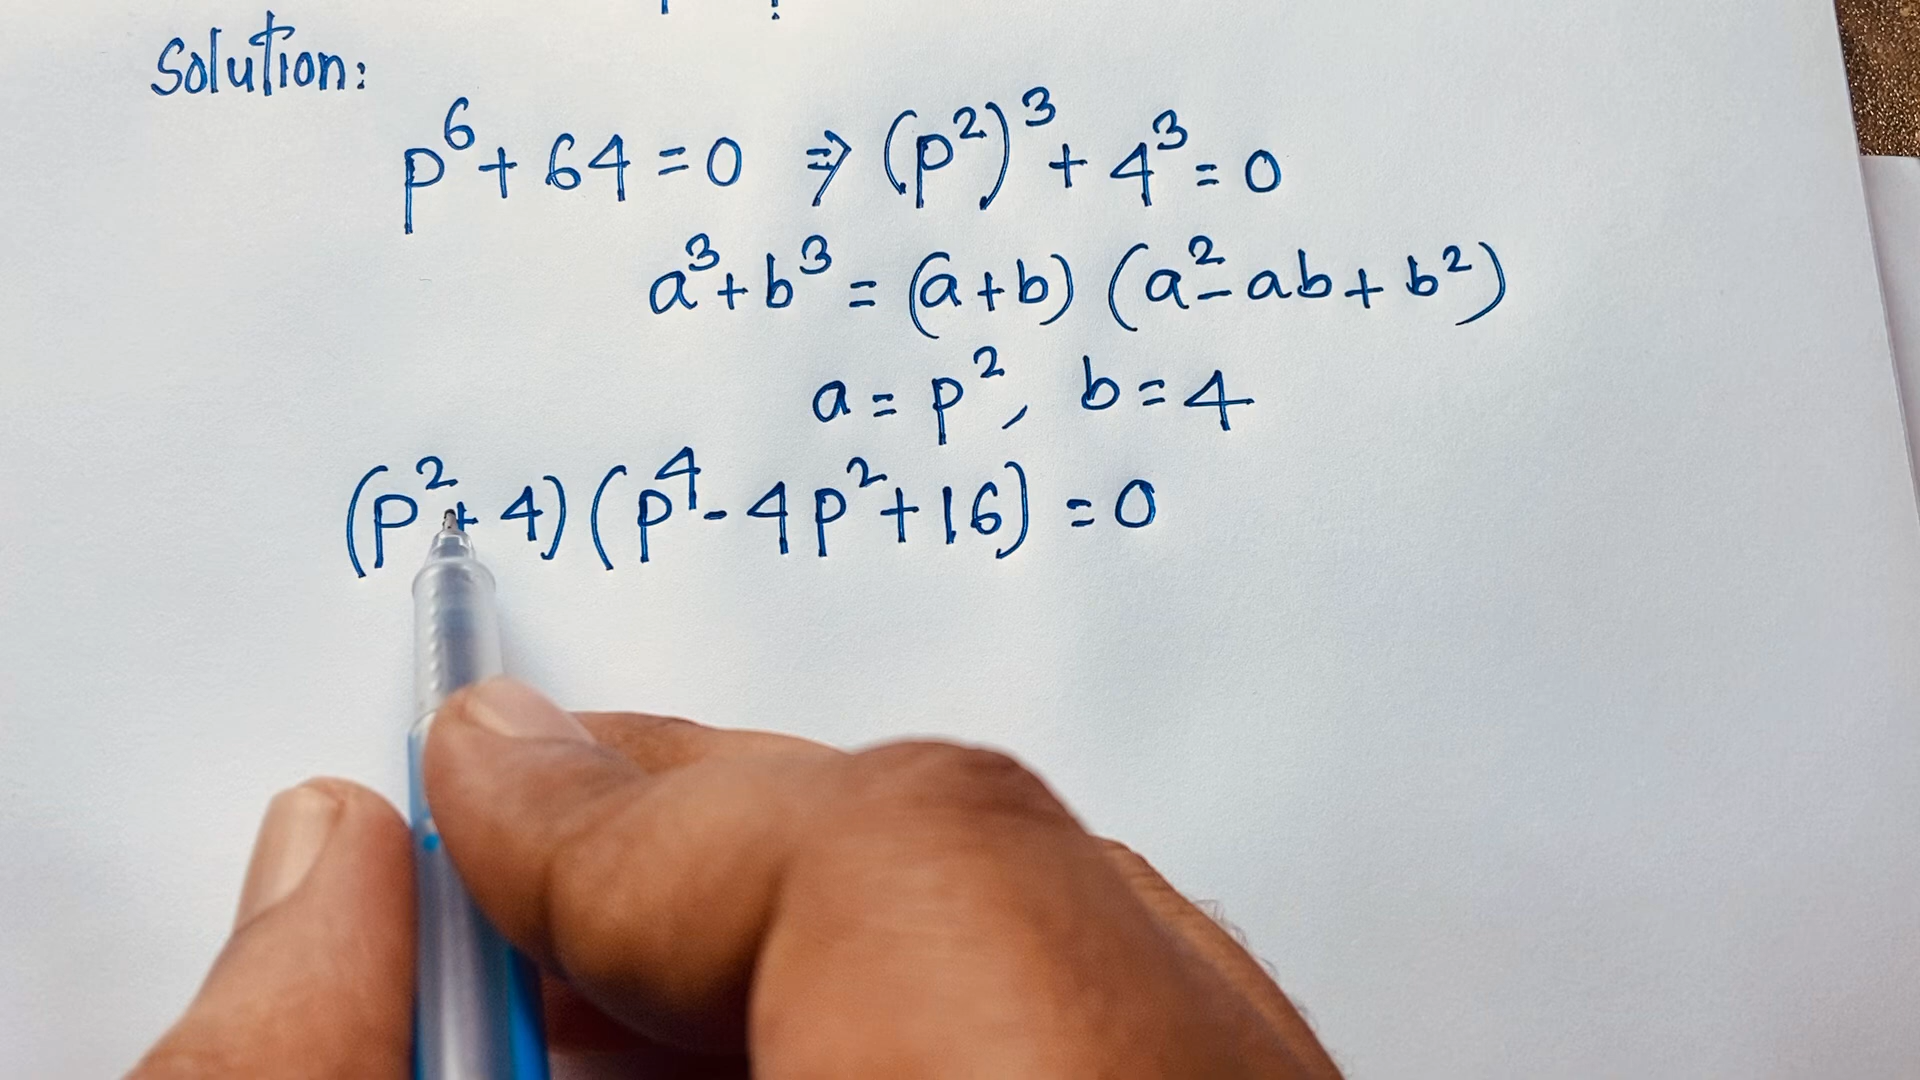 Solution:
p⁶ + 64 = 0 ⇒ (p²)³ + 4³ = 0
a³ + b³ = (a + b) (a² - ab + b²)
a = p², b = 4
(p² + 4) (p⁴ - 4p² + 16) = 0